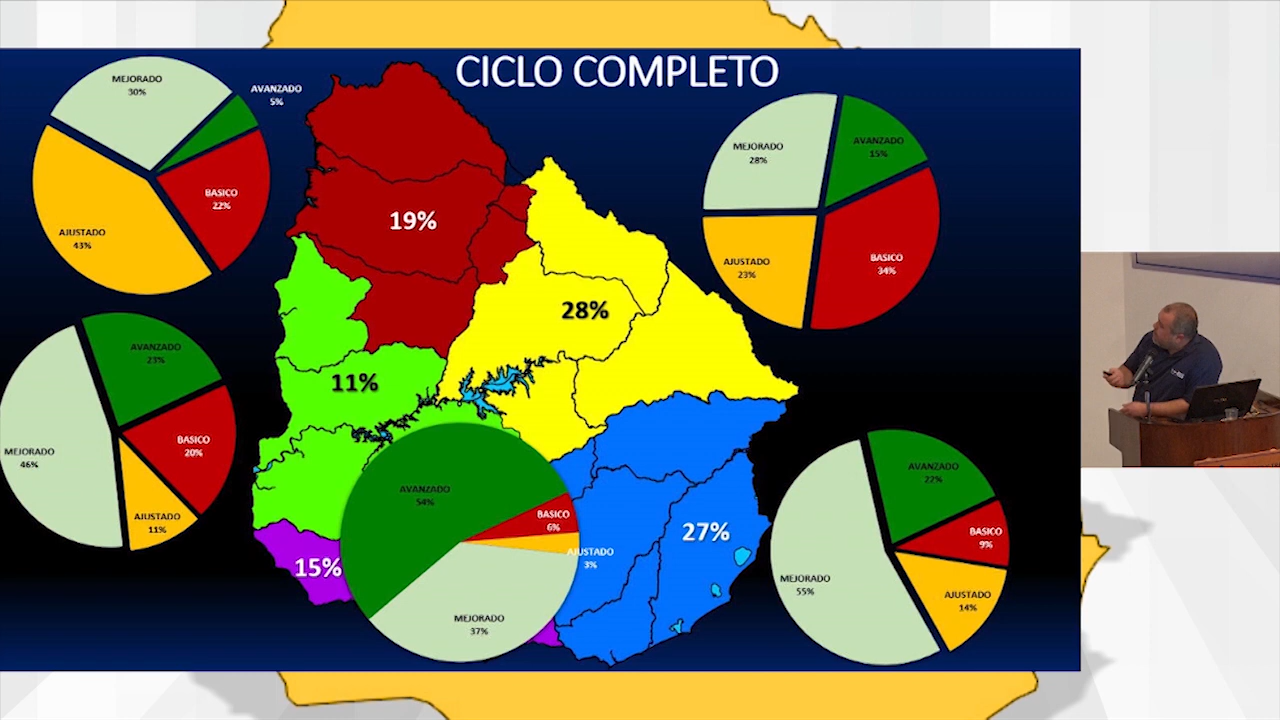 CICLO COMPLETO
MEJORADO
30%
AVANZADO
5%
BASICO
22%
AJUSTADO
43%
19%
MEJORADO
28%
AVANZADO
15%
BASICO
34%
AJUSTADO
23%
28%
11%
AVANZADO
23%
BASICO
20%
MEJORADO
46%
AJUSTADO
11%
AVANZADO
54%
BASICO
6%
AJUSTADO
3%
MEJORADO
37%
15%
27%
AVANZADO
22%
BASICO
9%
MEJORADO
55%
AJUSTADO
14%